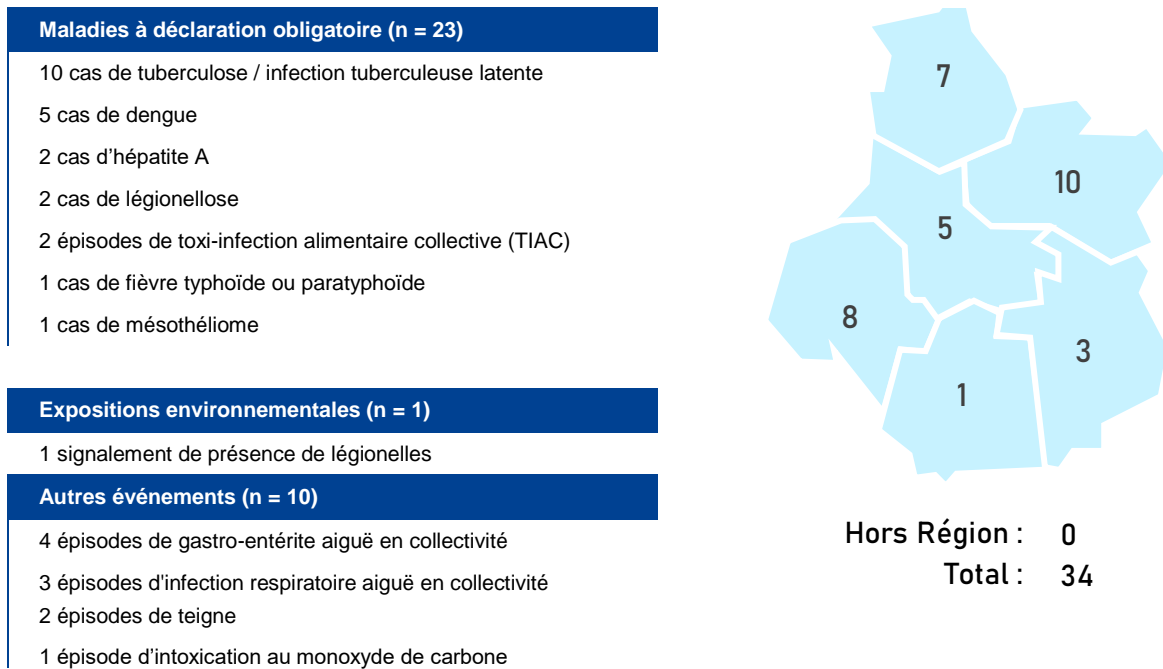 Maladies à déclaration obligatoire (n = 23)
10 cas de tuberculose / infection tuberculeuse latente
5 cas de dengue
2 cas d'hépatite A
2 cas de légionellose
2 épisodes de toxi-infection alimentaire collective (TIAC)
1 cas de fièvre typhoïde ou paratyphoïde
1 cas de mésothéliome
Expositions environnementales (n = 1)
1 signalement de présence de légionelles
Autres événements (n = 10)
4 épisodes de gastro-entérite aiguë en collectivité
3 épisodes d'infection respiratoire aiguë en collectivité
2 épisodes de teigne
1 épisode d'intoxication au monoxyde de carbone
7
10
5
8
3
1
Hors Région : 0
Total : 34